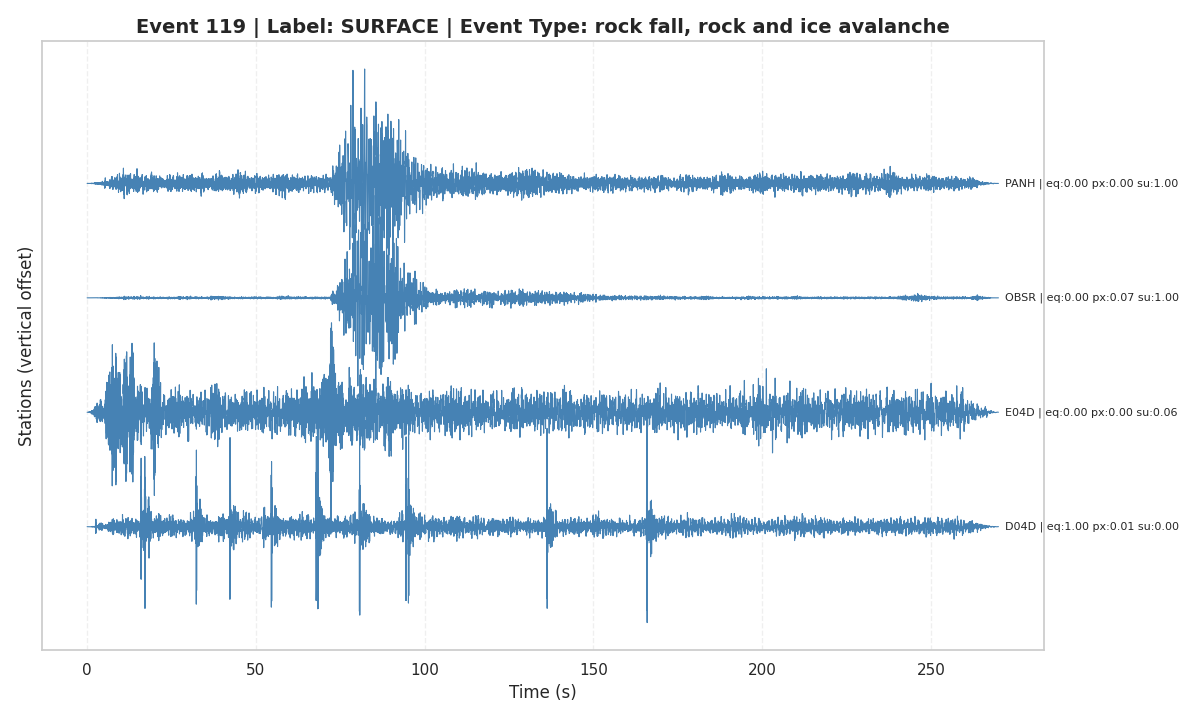 Event 119 | Label: SURFACE | Event Type: rock fall, rock and ice avalanche
Stations (vertical offset)
PANH | eq:0.00 px:0.00 su:1.00
OBSR | eq:0.00 px:0.07 su:1.00
E04D | eq:0.00 px:0.00 su:0.06
D04D | eq:1.00 px:0.01 su:0.00
0 50 100 150 200 250
Time (s)